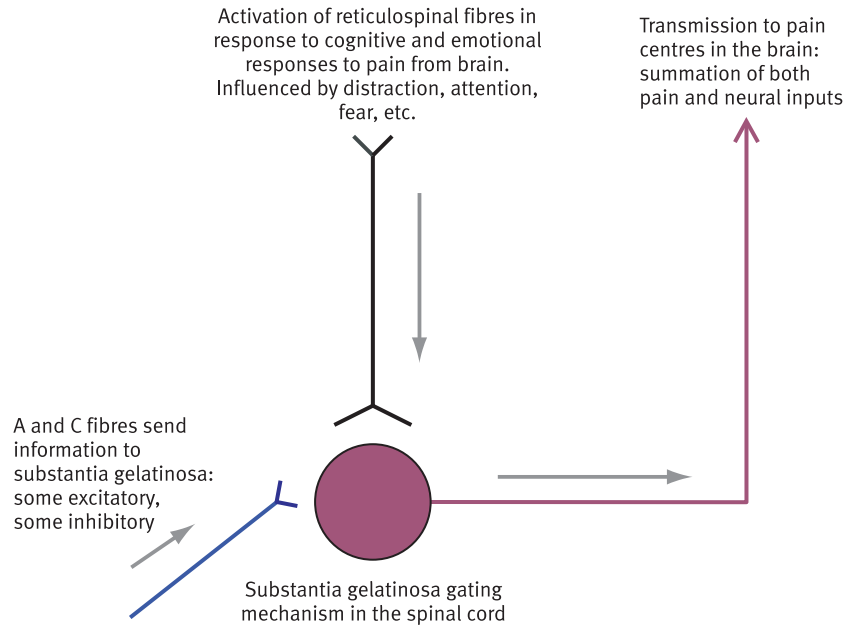 Activation of reticulospinal fibres in
response to cognitive and emotional
responses to pain from brain.
Influenced by distraction, attention,
fear, etc.
Transmission to pain
centres in the brain:
summation of both
pain and neural inputs
A and C fibres send
information to
substantia gelatinosa:
some excitatory,
some inhibitory
Substantia gelatinosa gating
mechanism in the spinal cord